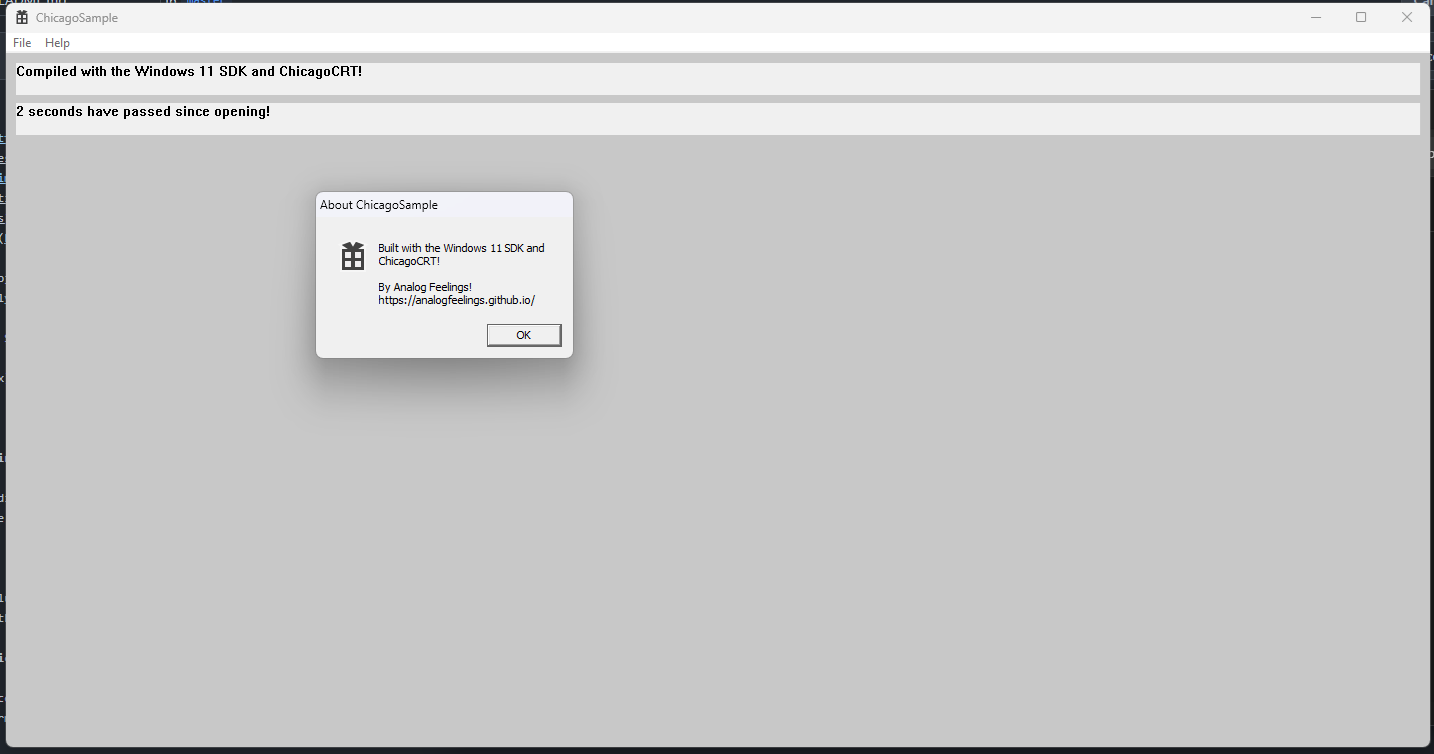 ChicagoSample
File Help
Compiled with the Windows 11 SDK and ChicagoCRT!
2 seconds have passed since opening!
About ChicagoSample
Built with the Windows 11 SDK and
ChicagoCRT!
By Analog Feelings!
https://analogfeelings.github.io/
OK